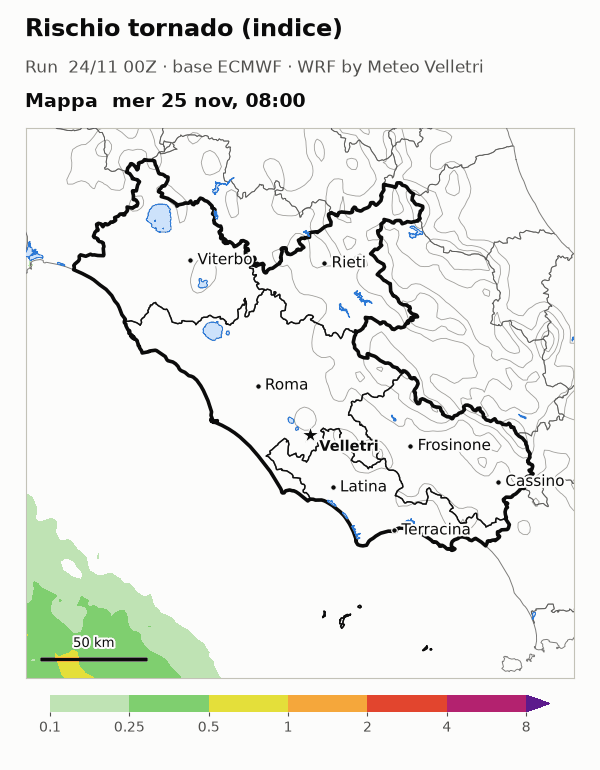 Rischio tornado (indice)
Run  24/11 00Z · base ECMWF · WRF by Meteo Velletri
Mappa  mer 25 nov, 08:00
Viterbo
Rieti
Roma
Velletri
Frosinone
Cassino
Latina
Terracina
50 km
0.1 0.25 0.5 1 2 4 8